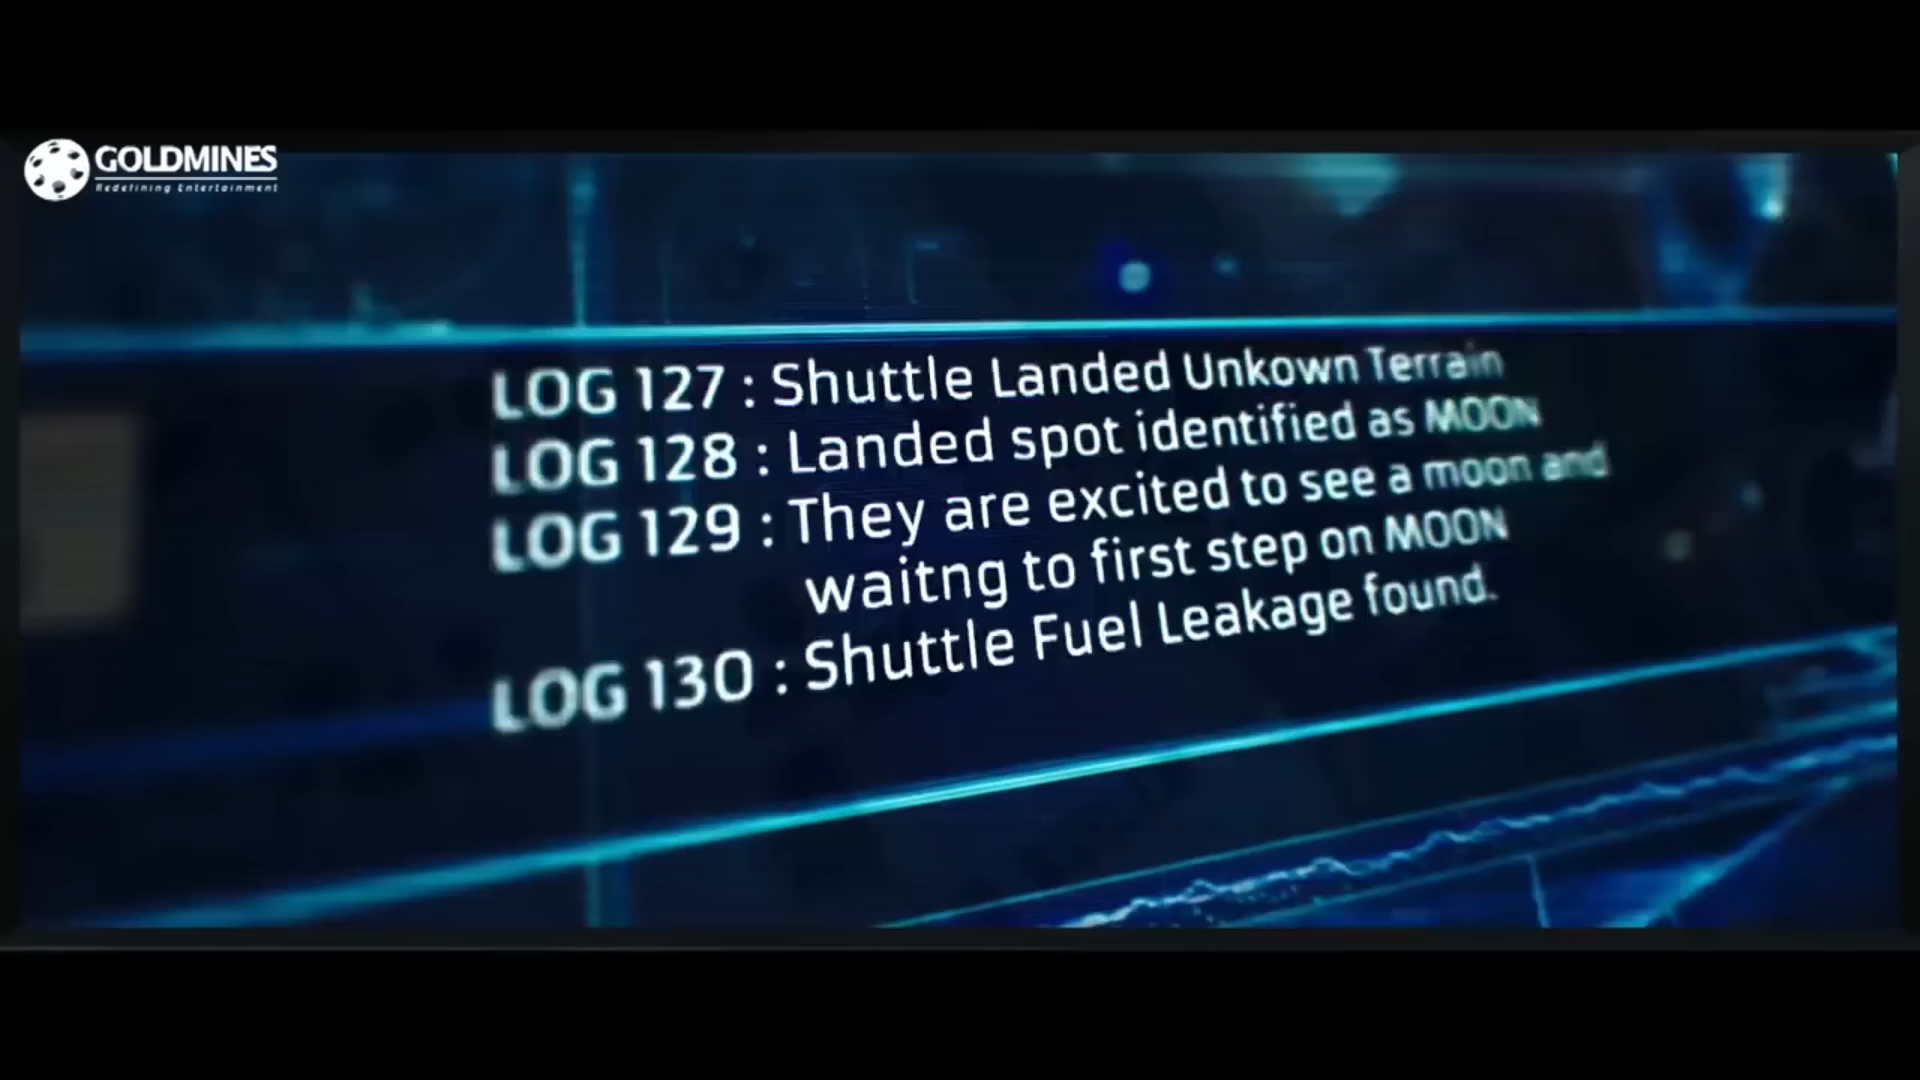 GOLDMINES
Redefining Entertainment
LOG 127 : Shuttle Landed Unkown Terrain
LOG 128 : Landed spot identified as MOON
LOG 129 : They are excited to see a moon and
waitng to first step on MOON
LOG 130 : Shuttle Fuel Leakage found.